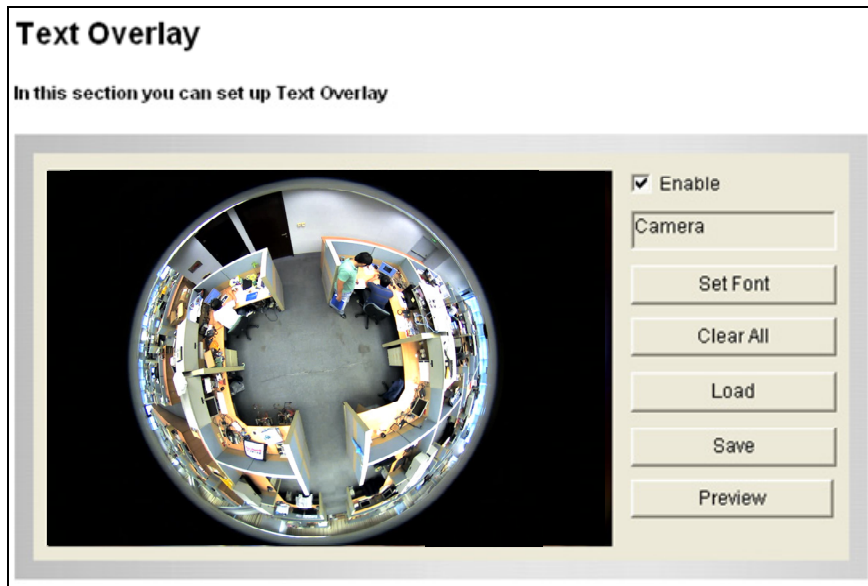 Text Overlay
In this section you can set up Text Overlay
Enable
Camera
Set Font
Clear All
Load
Save
Preview